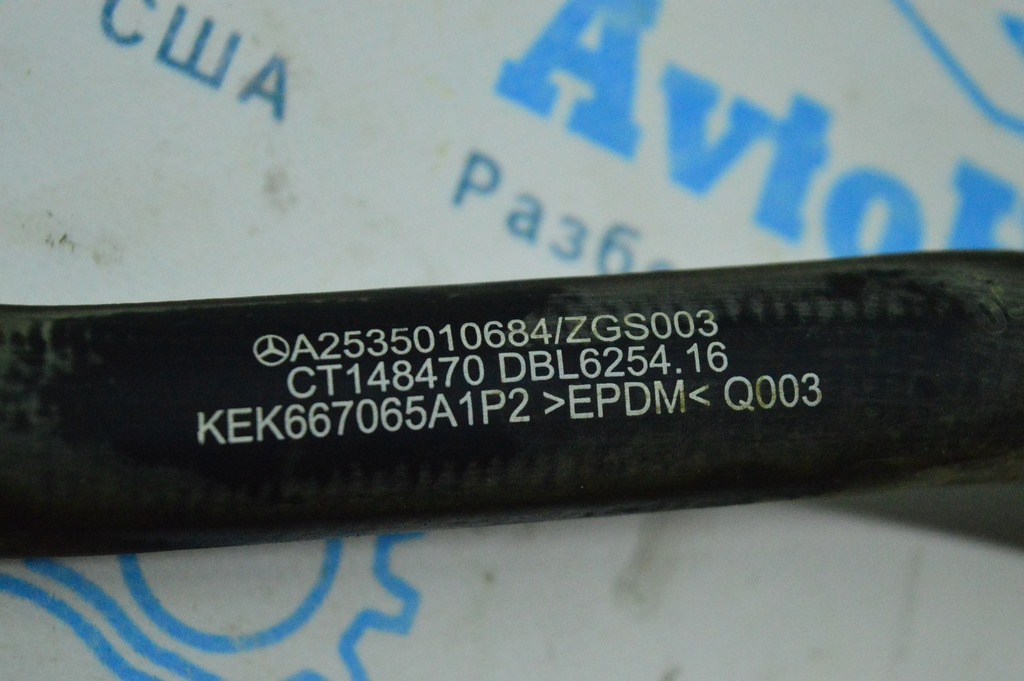 США
Avto
Разб
A2535010684/ZGS003
CT148470 DBL6254.16
KEK667065A1P2 >EPDM< Q003